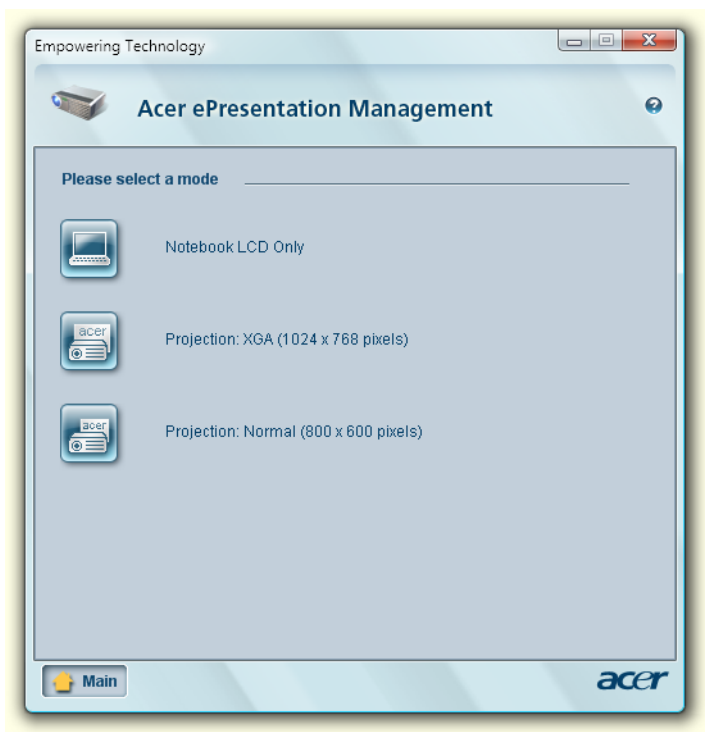 Empowering Technology
Acer ePresentation Management
Please select a mode
Notebook LCD Only
acer
Projection: XGA (1024 x 768 pixels)
acer
Projection: Normal (800 x 600 pixels)
Main
acer